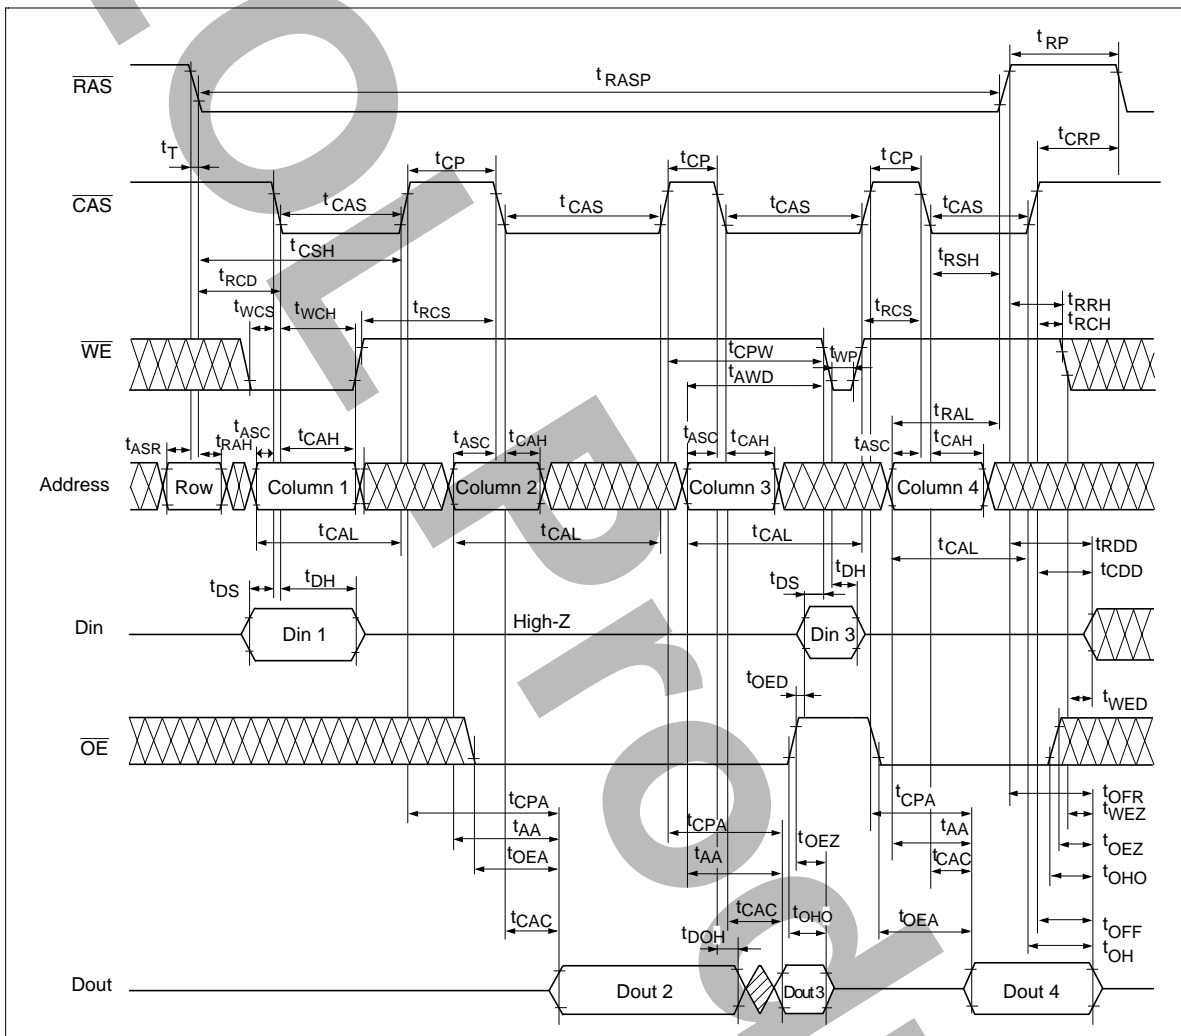 tRP
RAS
tRASP
tT
tCP
tCP
tCP
tCRP
CAS
tCAS
tCAS
tCAS
tCAS
tCSH
tRSH
tRCD
tWCS
tWCH
tRCS
tRCS
tRRH
tRCH
WE
tCPW
tWP
tAWD
tRAL
tASR
tRAH
tASC
tCAH
tASC
tCAH
tASC
tCAH
tASC
tCAH
Address
Row
Column 1
Column 2
Column 3
Column 4
tCAL
tCAL
tCAL
tCAL
tRDD
tCDD
tDS
tDH
tDS
tDH
Din
Din 1
High-Z
Din 3
tOED
tWED
OE
tCPA
tCPA
tCPA
tOFR
tWEZ
tAA
tAA
tAA
tOEZ
tOEZ
tOEA
tCAC
tOHO
tCAC
tCAC
tOHO
tOEA
tOFF
tDOH
tOH
Dout
Dout 2
Dout3
Dout 4